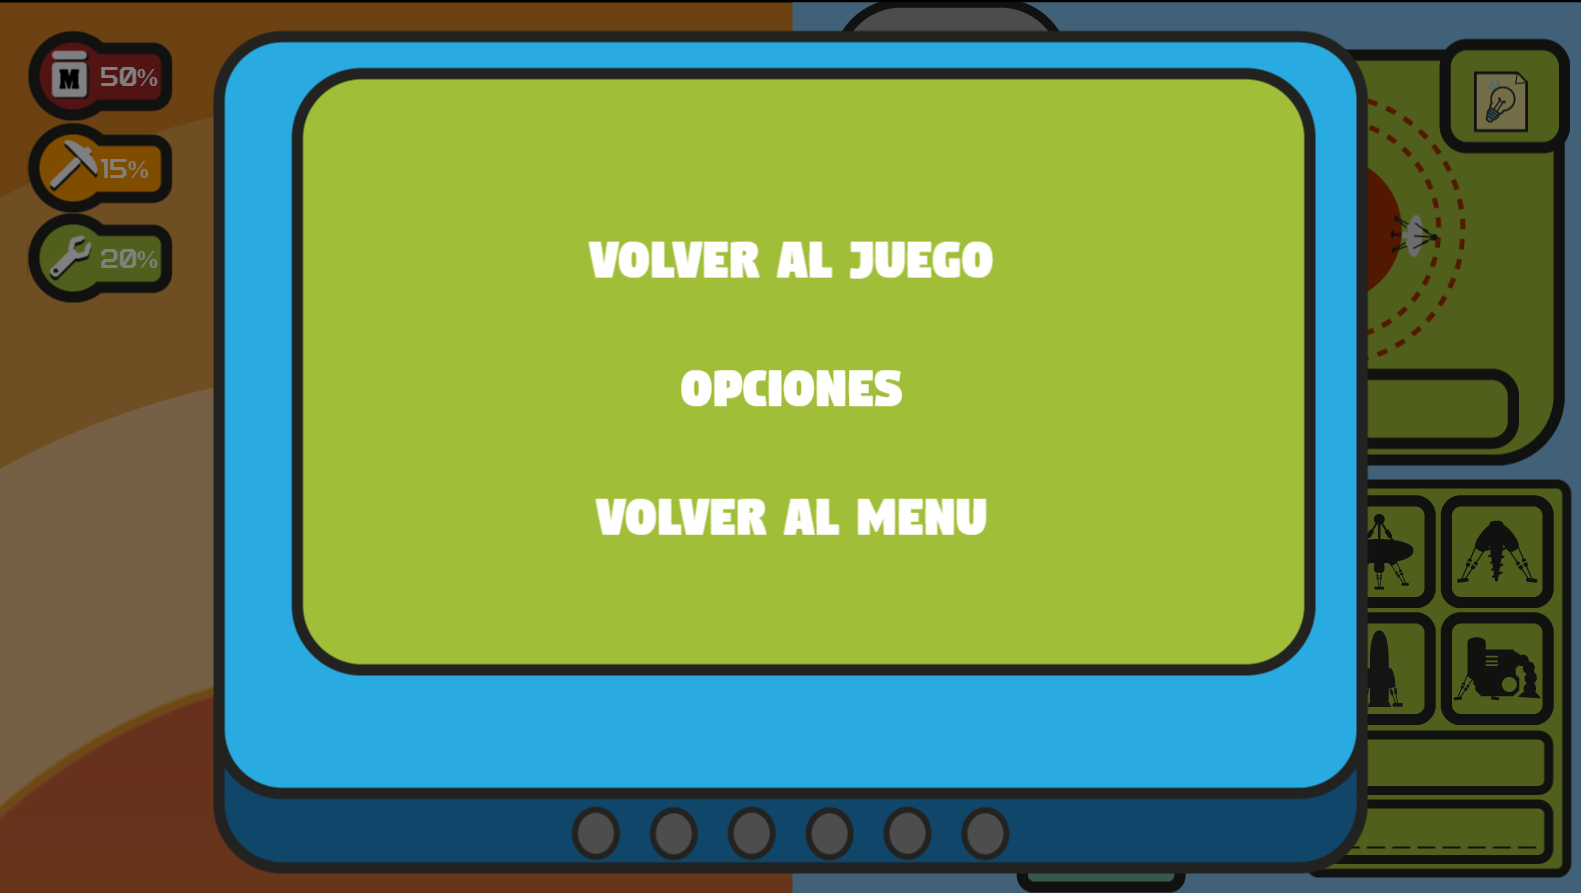 M 50%
15%
20%
VOLVER AL JUEGO
OPCIONES
VOLVER AL MENU